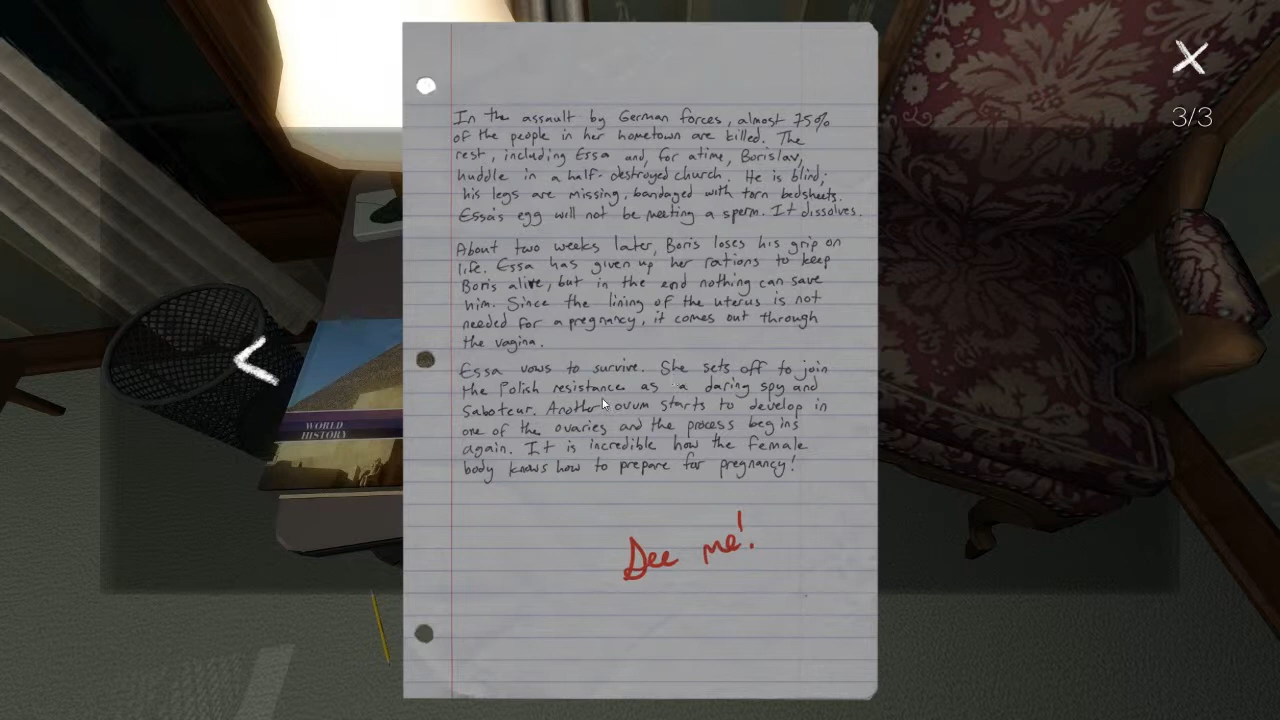 3/3
In the assault by German forces, almost 75%
of the people in her hometown are killed. The
rest, including Essa and, for a time, Borislav,
huddle in a half-destroyed church. He is blind;
his legs are missing, bandaged with torn bedsheets.
Essa's egg will not be meeting a sperm. It dissolves.
About two weeks later, Boris loses his grip on
life. Essa has given up her rations to keep
Boris alive, but in the end nothing can save
him. Since the lining of the uterus is not
needed for a pregnancy, it comes out through
the vagina.
Essa vows to survive. She sets off to join
the Polish resistance as a daring spy and
saboteur. Another ovum starts to develop in
one of the ovaries and the process begins
again. It is incredible how the female
body knows how to prepare for pregnancy!
See me!
WORLD
HISTORY